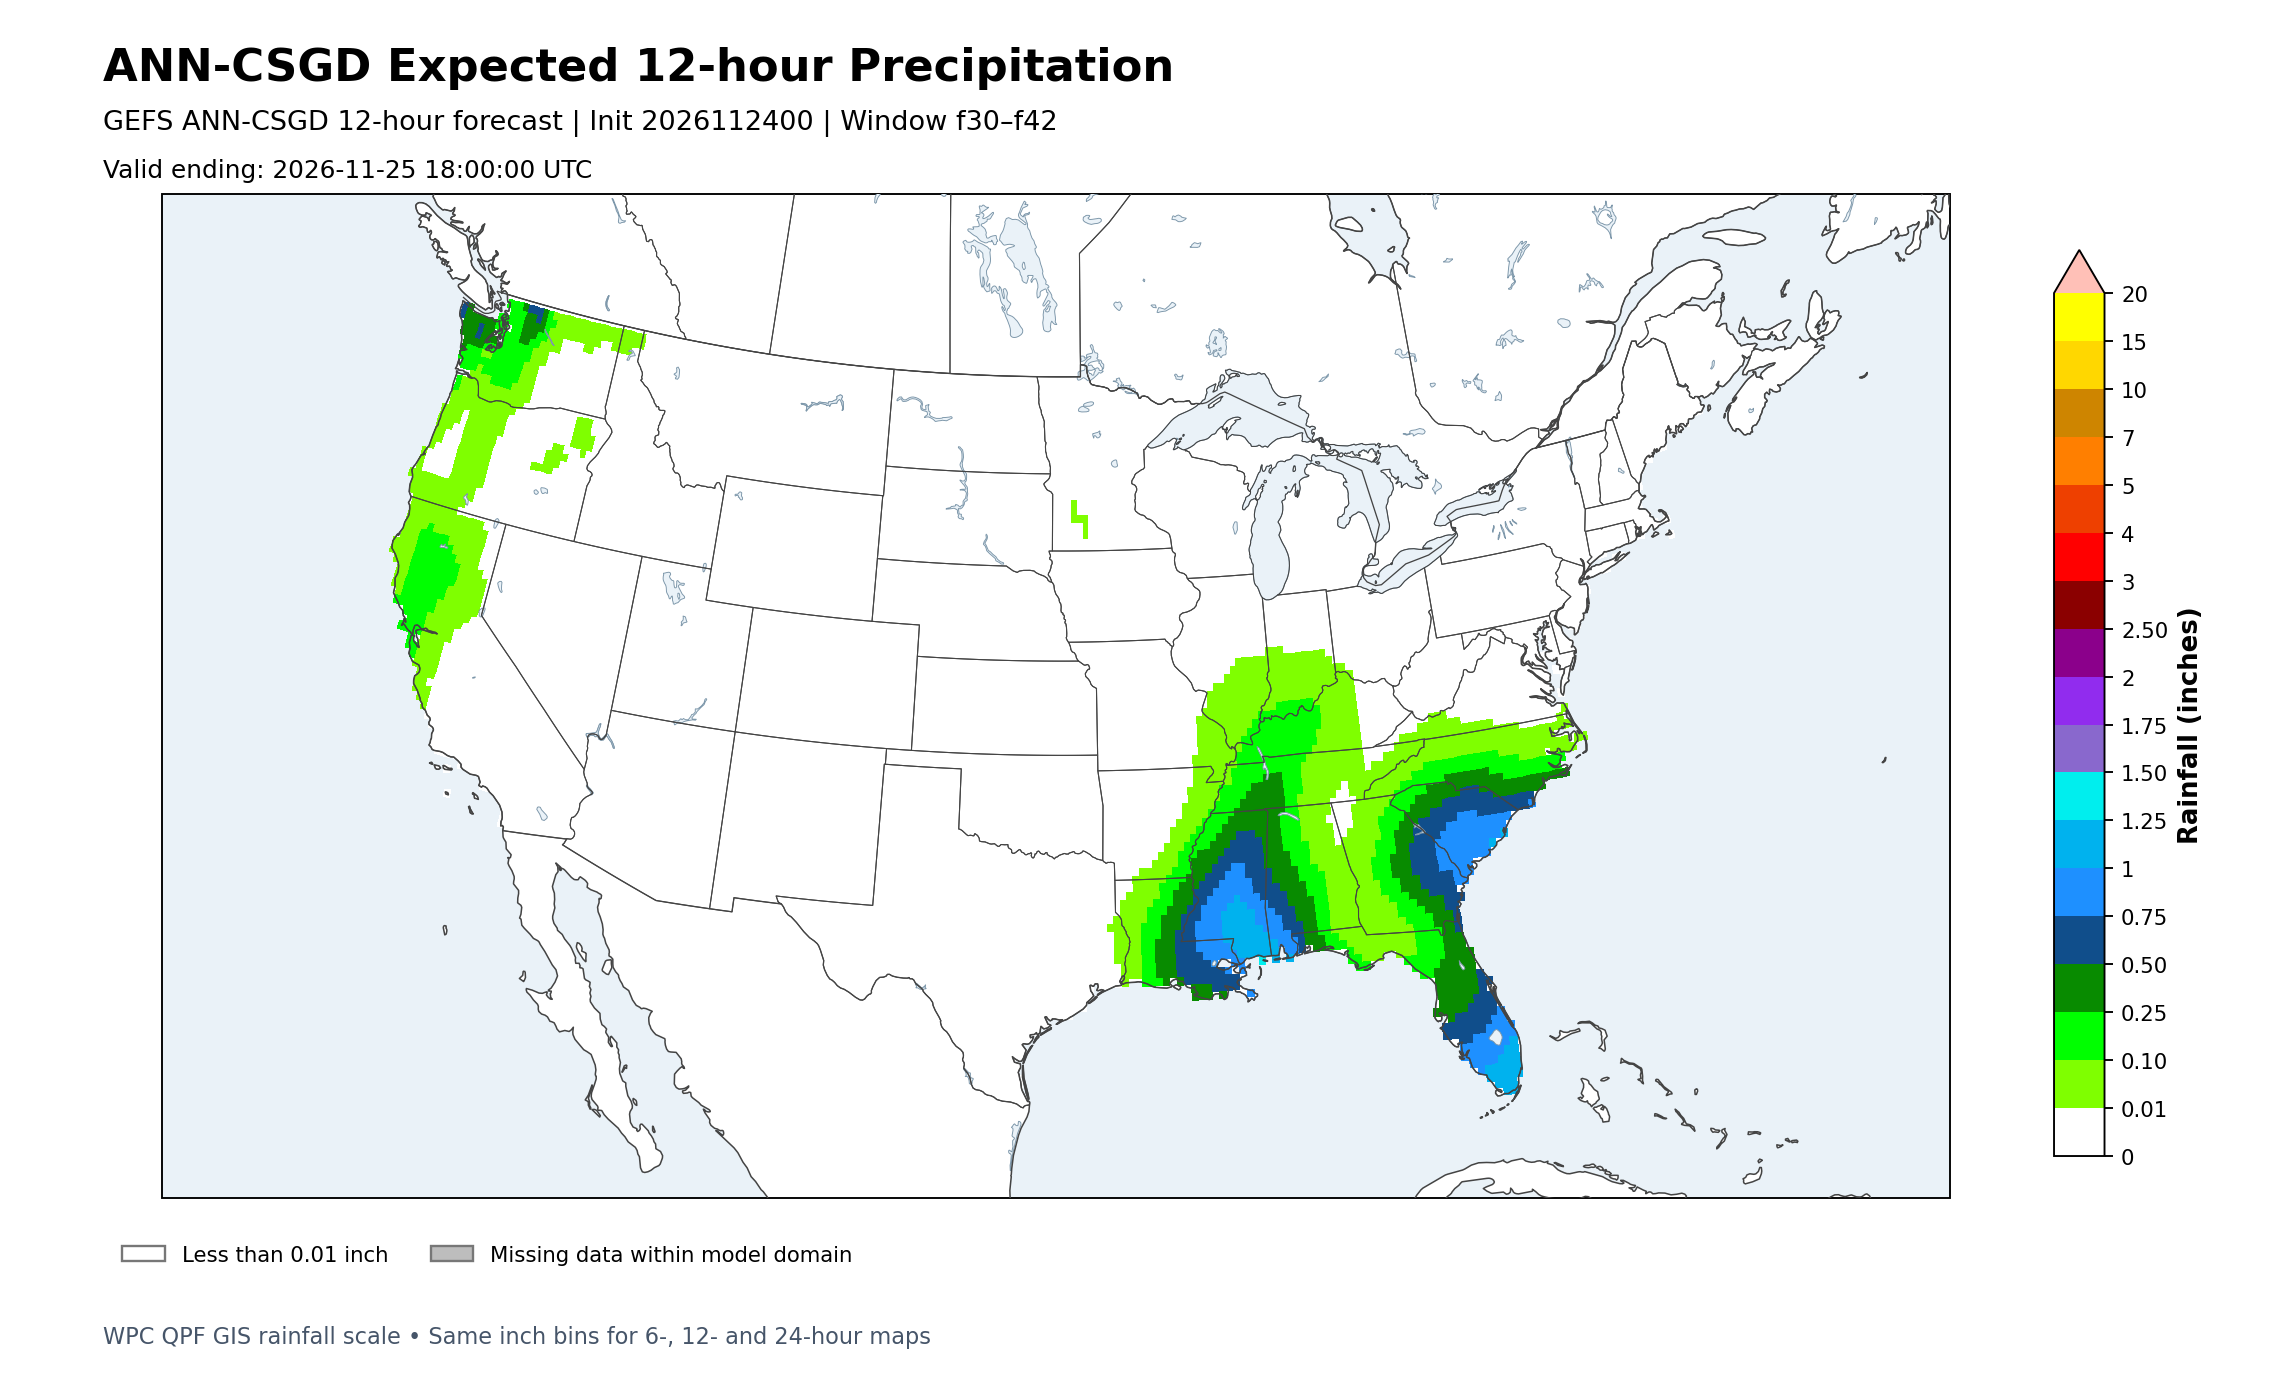 ANN-CSGD Expected 12-hour Precipitation
GEFS ANN-CSGD 12-hour forecast | Init 2026112400 | Window f30–f42
Valid ending: 2026-11-25 18:00:00 UTC
20
15
10
7
5
4
3
2.50
2
1.75
1.50
1.25
1
0.75
0.50
0.25
0.10
0.01
0
Rainfall (inches)
Less than 0.01 inch
Missing data within model domain
WPC QPF GIS rainfall scale • Same inch bins for 6-, 12- and 24-hour maps